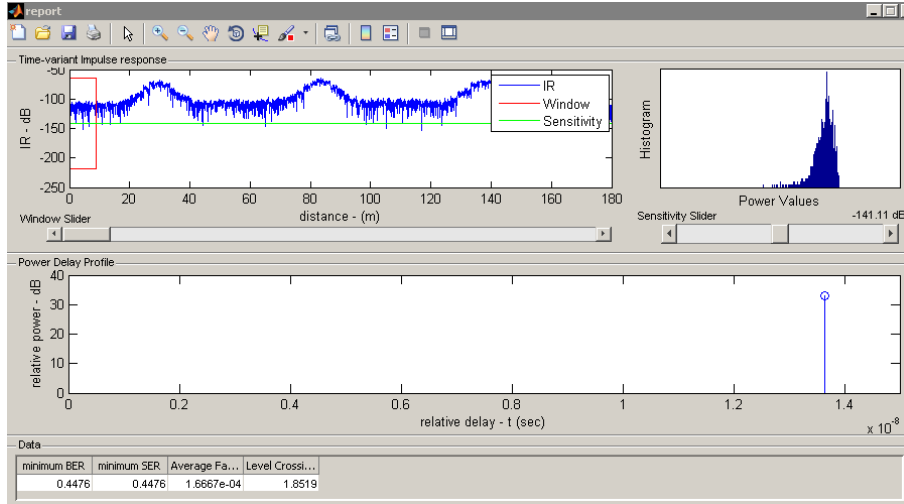 report
Time-variant Impulse response
-50
-100
-150
-200
-250
IR - dB
0 20 40 60 80 100 120 140 160 180
distance - (m)
IR
Window
Sensitivity
Window Slider
Histogram
Power Values
Sensitivity Slider
-141.11 dB
Power Delay Profile
40
30
20
10
0
relative power - dB
0 0.2 0.4 0.6 0.8 1 1.2 1.4
relative delay - t (sec)
x 10⁻⁸
Data
minimum BER minimum SER Average Fa... Level Crossi...
0.4476 0.4476 1.6667e-04 1.8519